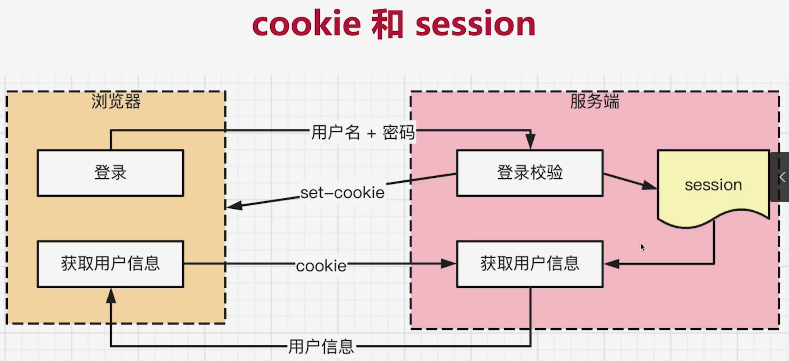 cookie 和 session
浏览器
服务端
用户名 + 密码
登录
登录校验
session
set-cookie
获取用户信息
cookie
获取用户信息
用户信息